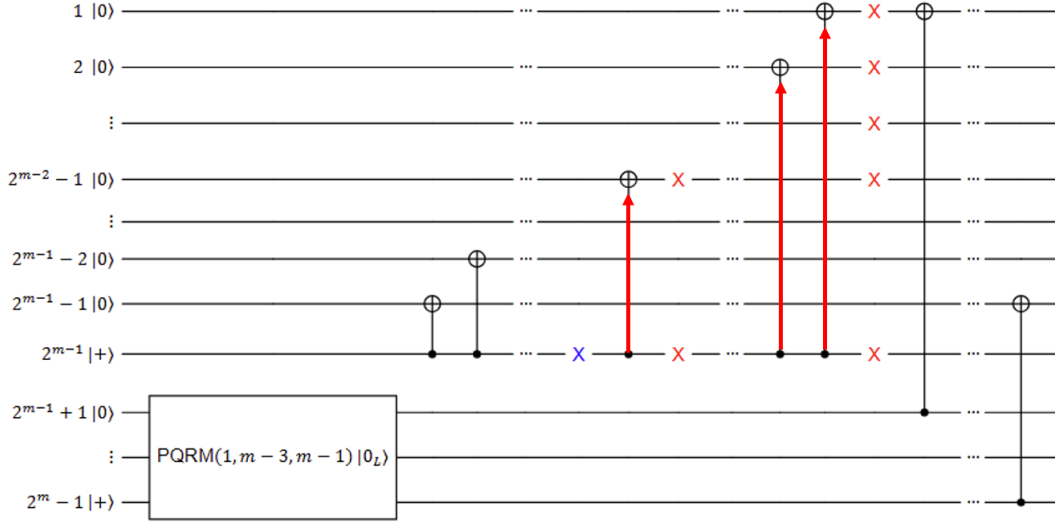 1 |0⟩ ... ... X ...
2 |0⟩ ... ... X ...
⋮ ... ... X ...
2^{m-2} − 1 |0⟩ ... X ... X ...
⋮ ... ... ...
2^{m-1} − 2 |0⟩ ... ... ...
2^{m-1} − 1 |0⟩ ... ... ...
2^{m-1} |+⟩ ... X X ... X ...
2^{m-1} + 1 |0⟩ ...
⋮ PQRM(1, m − 3, m − 1) |0_L⟩ ...
2^m − 1 |+⟩ ...